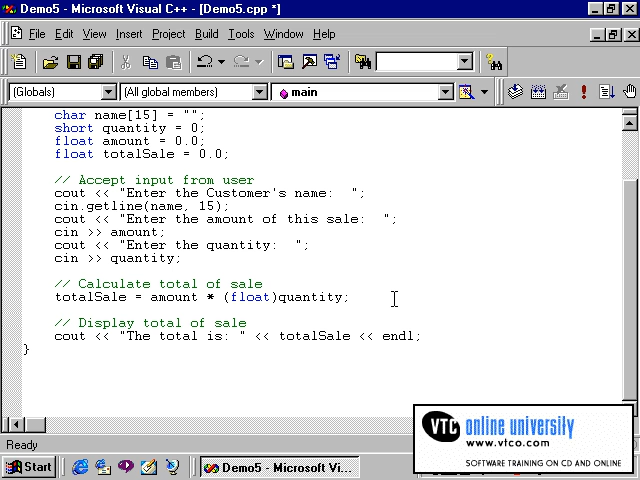 Demo5 - Microsoft Visual C++ - [Demo5.cpp *]
File Edit View Insert Project Build Tools Window Help
(Globals) (All global members) main
char name[15] = "";
short quantity = 0;
float amount = 0.0;
float totalSale = 0.0;
// Accept input from user
cout << "Enter the Customer's name:  ";
cin.getline(name, 15);
cout << "Enter the amount of this sale:  ";
cin >> amount;
cout << "Enter the quantity:  ";
cin >> quantity;
// Calculate total of sale
totalSale = amount * (float)quantity;
// Display total of sale
cout << "The total is: " << totalSale << endl;
}
VTC online university
www.vtco.com
SOFTWARE TRAINING ON CD AND ONLINE
Ready
Start Demo5 - Microsoft Vi...